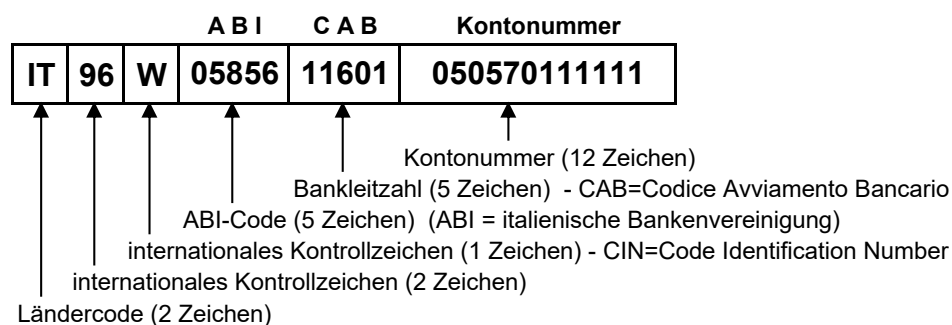 A B I C A B Kontonummer
IT 96 W 05856 11601 050570111111
Kontonummer (12 Zeichen)
Bankleitzahl (5 Zeichen) - CAB=Codice Avviamento Bancario
ABI-Code (5 Zeichen) (ABI = italienische Bankenvereinigung)
internationales Kontrollzeichen (1 Zeichen) - CIN=Code Identification Number
internationales Kontrollzeichen (2 Zeichen)
Ländercode (2 Zeichen)